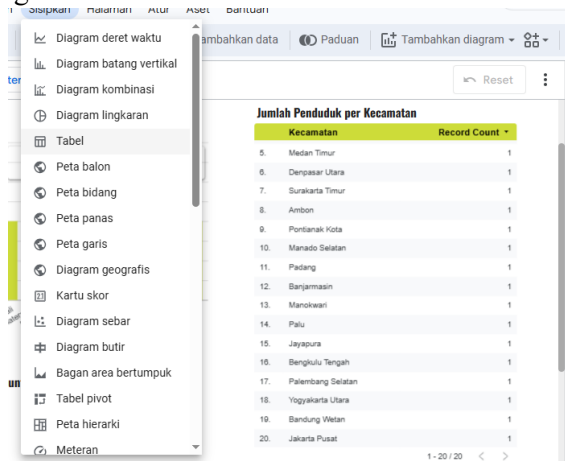 Sisipkan Halaman Atur Aset Bantuan
Diagram deret waktu
Diagram batang vertikal
Diagram kombinasi
Diagram lingkaran
Tabel
Peta balon
Peta bidang
Peta panas
Peta garis
Diagram geografis
Kartu skor
Diagram sebar
Diagram butir
Bagan area bertumpuk
Tabel pivot
Peta hierarki
Meteran
ambahkan data Paduan Tambahkan diagram
Reset
Jumlah Penduduk per Kecamatan
Kecamatan Record Count
5. Medan Timur 1
6. Denpasar Utara 1
7. Surakarta Timur 1
8. Ambon 1
9. Pontianak Kota 1
10. Manado Selatan 1
11. Padang 1
12. Banjarmasin 1
13. Manokwari 1
14. Palu 1
15. Jayapura 1
16. Bengkulu Tengah 1
17. Palembang Selatan 1
18. Yogyakarta Utara 1
19. Bandung Wetan 1
20. Jakarta Pusat 1
1 - 20 / 20